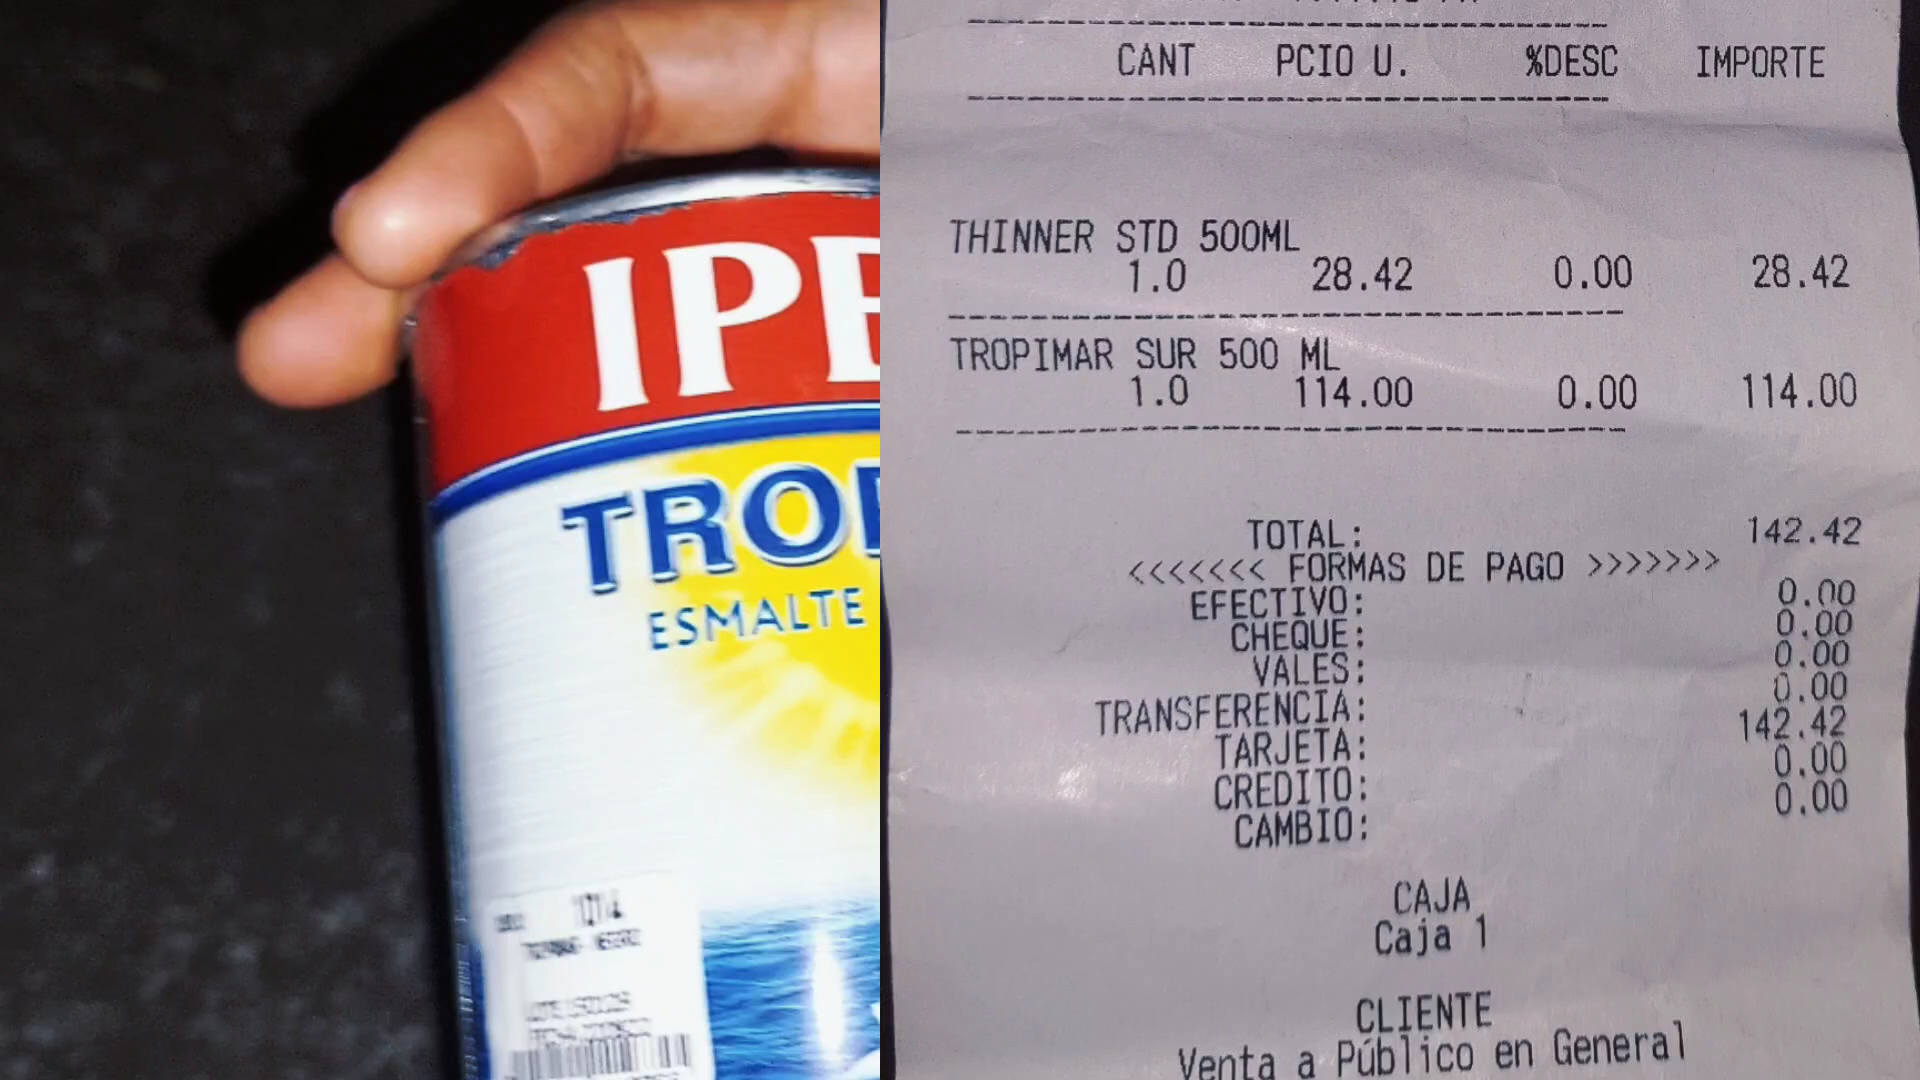 IPE
TROP
ESMALTE
1014
CANT PCIO U. %DESC IMPORTE
THINNER STD 500ML
1.0 28.42 0.00 28.42
TROPIMAR SUR 500 ML
1.0 114.00 0.00 114.00
TOTAL: 142.42
<<<<<<< FORMAS DE PAGO >>>>>>>
EFECTIVO: 0.00
CHEQUE: 0.00
VALES: 0.00
TRANSFERENCIA: 0.00
TARJETA: 142.42
CREDITO: 0.00
CAMBIO: 0.00
CAJA
Caja 1
CLIENTE
Venta a Público en General